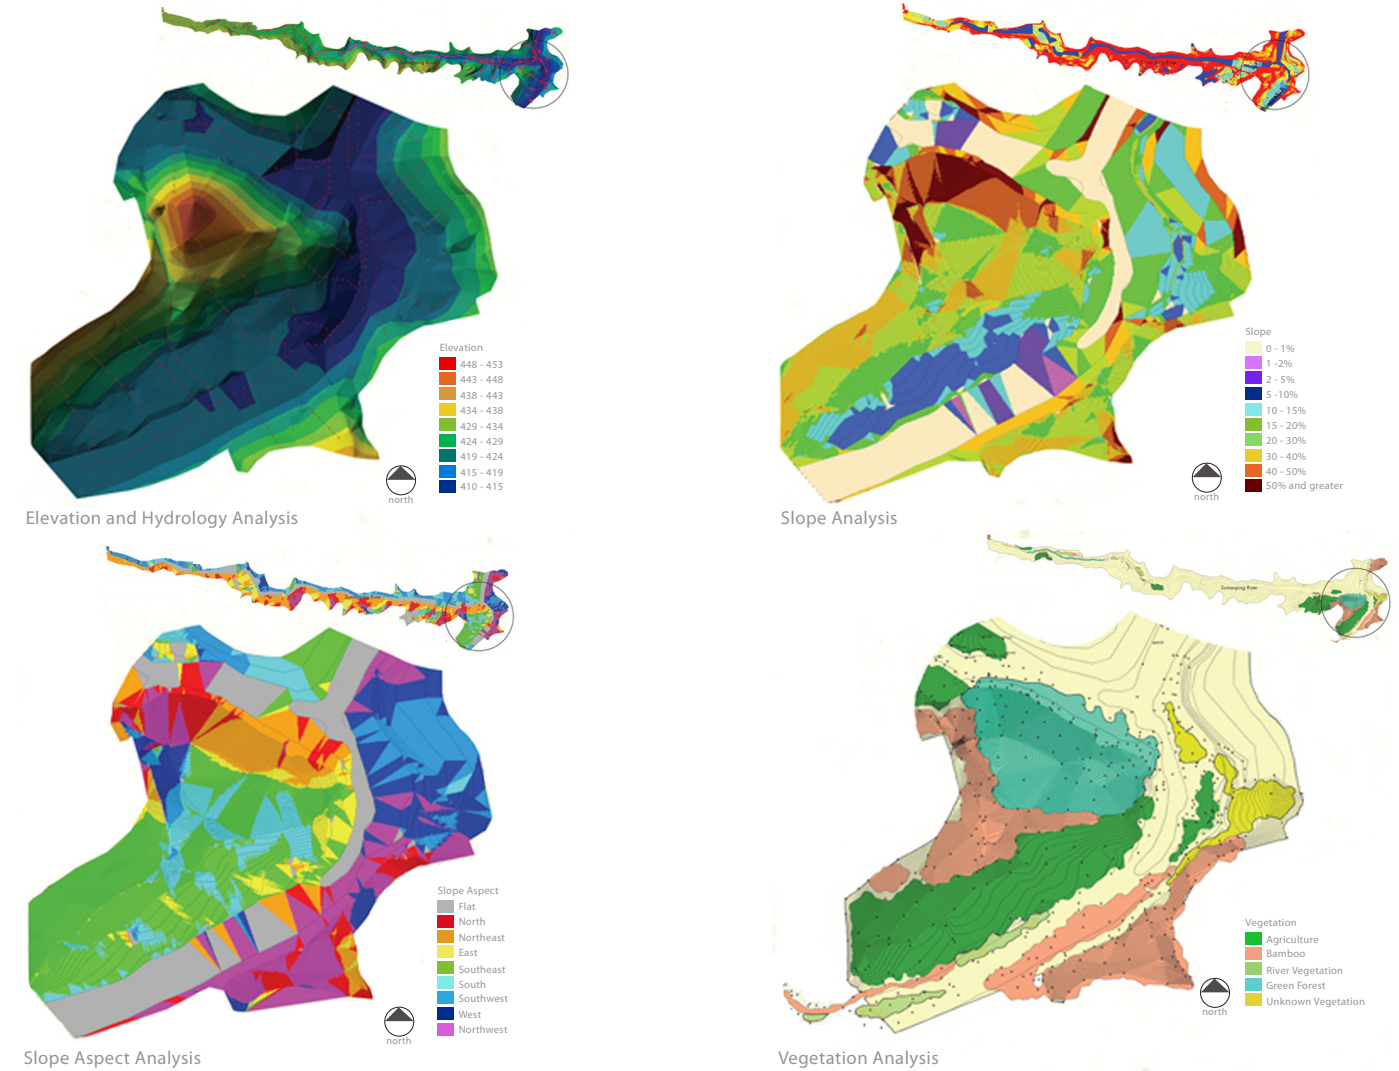 Elevation
448 - 453
443 - 448
438 - 443
434 - 438
429 - 434
424 - 429
419 - 424
415 - 419
410 - 415
north
Elevation and Hydrology Analysis
Slope
0 - 1%
1 -2%
2 - 5%
5 -10%
10 - 15%
15 - 20%
20 - 30%
30 - 40%
40 - 50%
50% and greater
north
Slope Analysis
Slope Aspect
Flat
North
Northeast
East
Southeast
South
Southwest
West
Northwest
north
Slope Aspect Analysis
River
Vegetation
Agriculture
Bamboo
River Vegetation
Green Forest
Unknown Vegetation
north
Vegetation Analysis